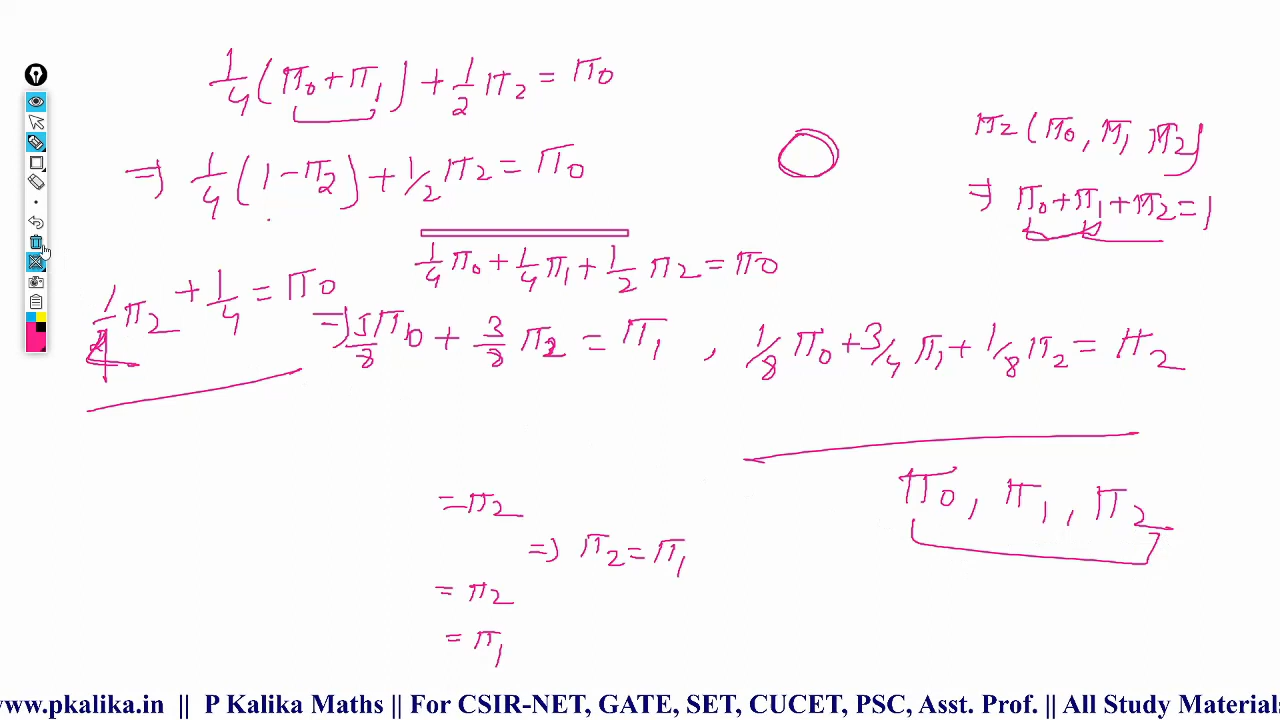 1/4 (π₀ + π₁) + 1/2 π₂ = π₀
π₂ (π₀, π₁ π₂)
⇒ 1/4 (1 - π₂) + 1/2 π₂ = π₀
⇒ π₀ + π₁ + π₂ = 1
1/4 π₀ + 1/4 π₁ + 1/2 π₂ = π₀
π₂ + 1/4 = π₀
π₀ + 3/8 π₂ = π₁ , 1/8 π₀ + 3/4 π₁ + 1/8 π₂ = π₂
π₀, π₁, π₂
= π₂
⇒ π₂ = π₁
= π₂
= π₁
www.pkalika.in || P Kalika Maths || For CSIR-NET, GATE, SET, CUCET, PSC, Asst. Prof. || All Study Material